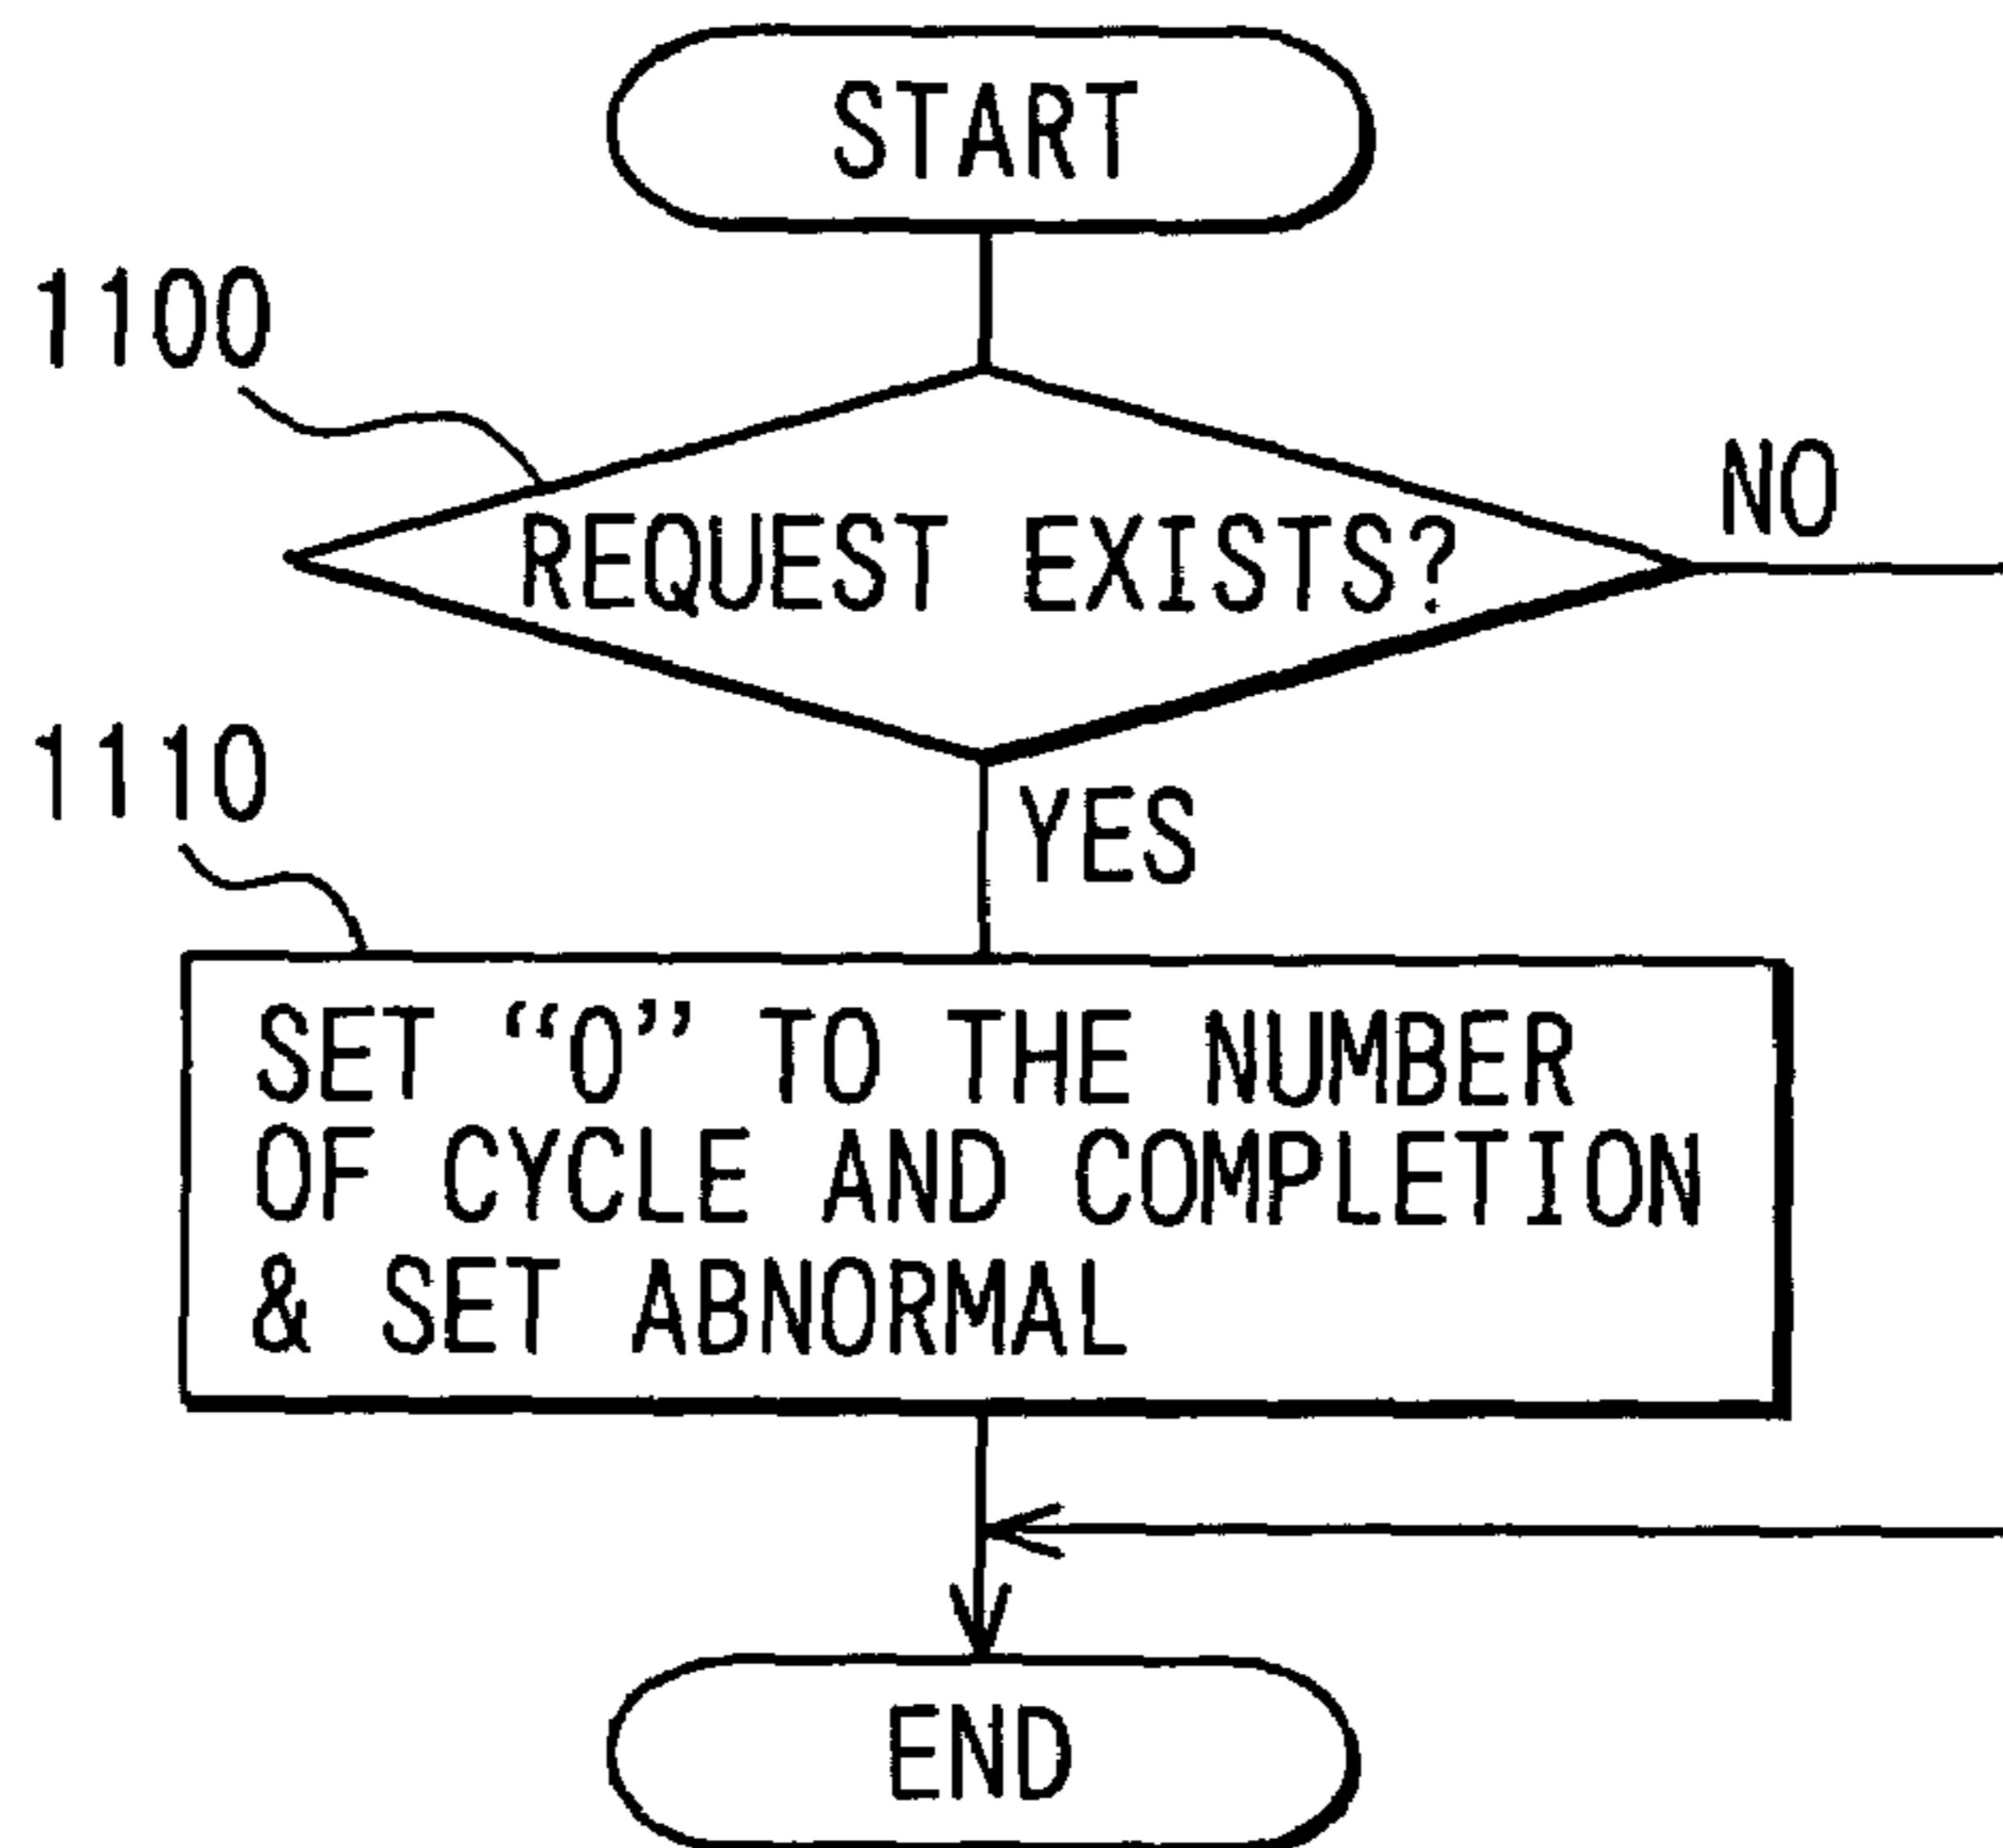 START
1100
REQUEST EXISTS?
NO
1110
YES
SET “0” TO THE NUMBER
OF CYCLE AND COMPLETION
& SET ABNORMAL
END